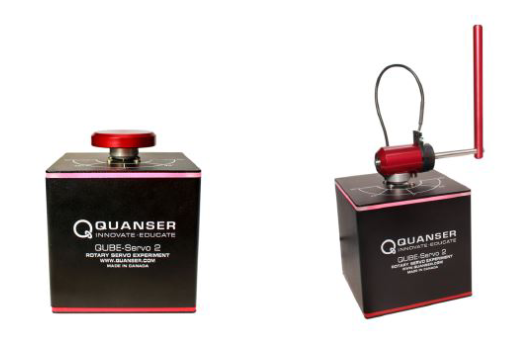 QUANSER
INNOVATE·EDUCATE
QUBE-Servo 2
ROTARY SERVO EXPERIMENT
WWW.QUANSER.COM
MADE IN CANADA
QUANSER
INNOVATE·EDUCATE
QUBE-Servo 2
ROTARY SERVO EXPERIMENT
WWW.QUANSER.COM
MADE IN CANADA